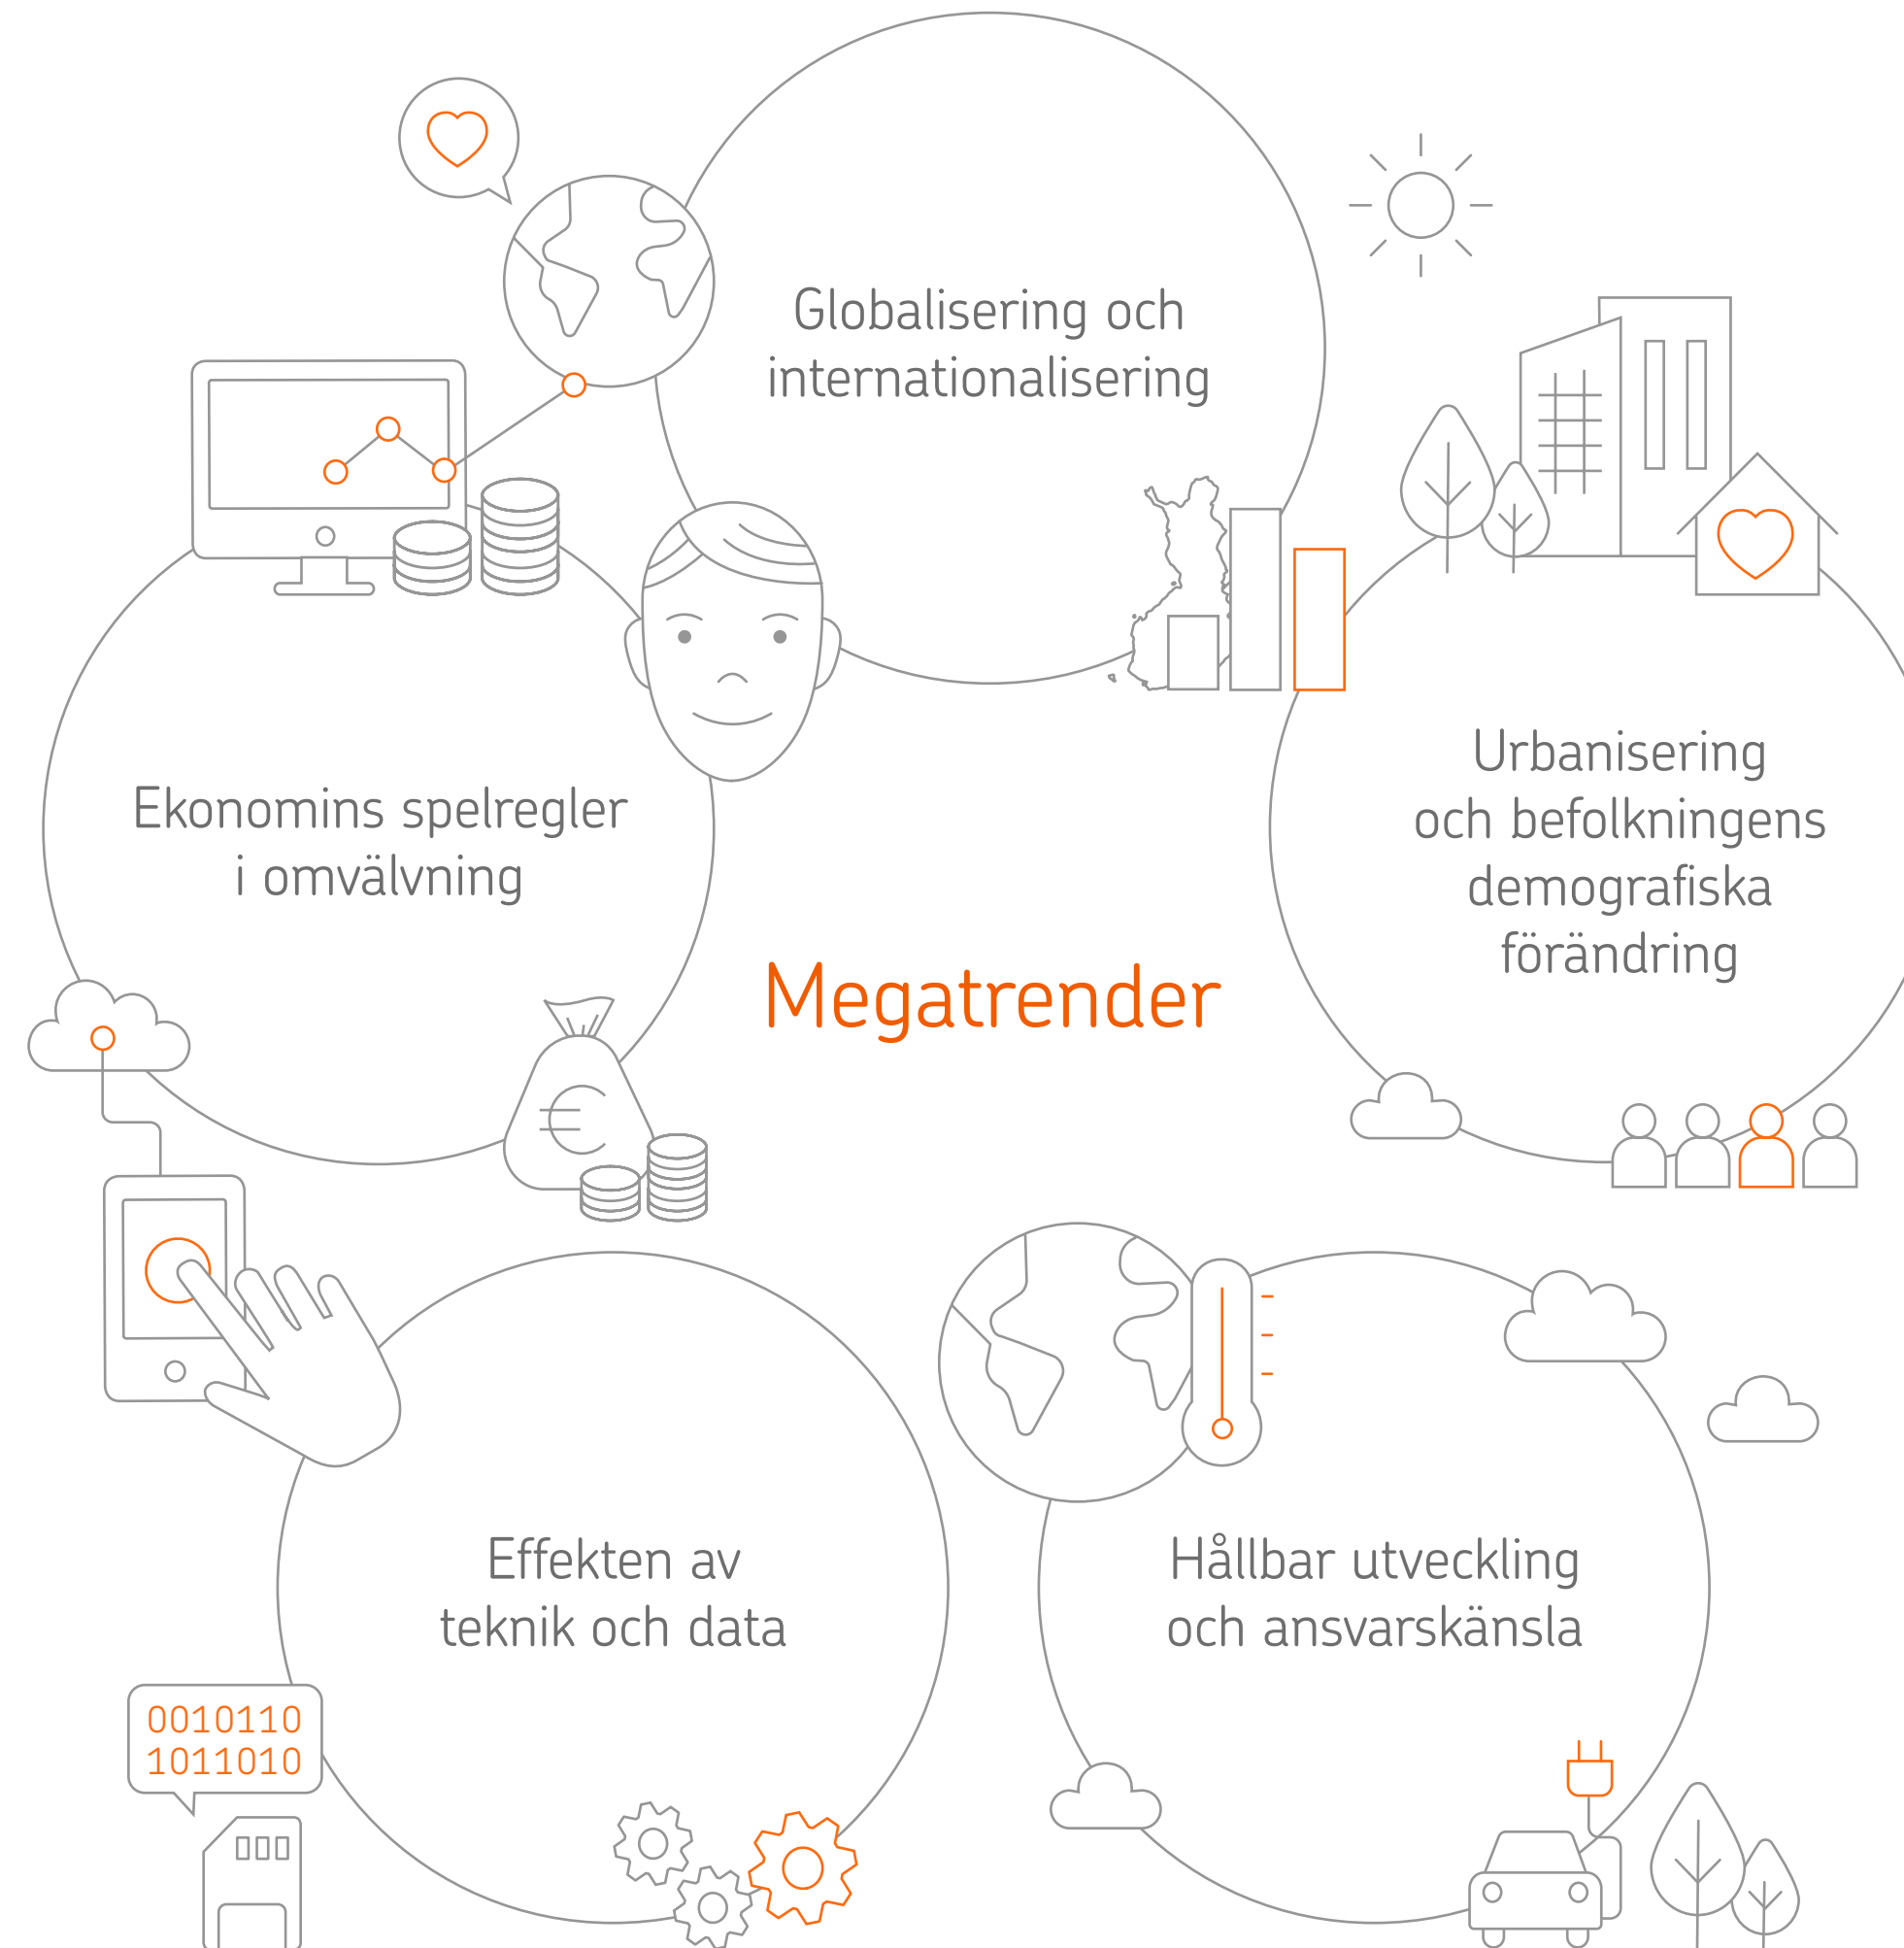 Globalisering och
internationalisering
Ekonomins spelregler
i omvälvning
Urbanisering
och befolkningens
demografiska
förändring
Megatrender
Effekten av
teknik och data
Hållbar utveckling
och ansvarskänsla
0010110
1011010